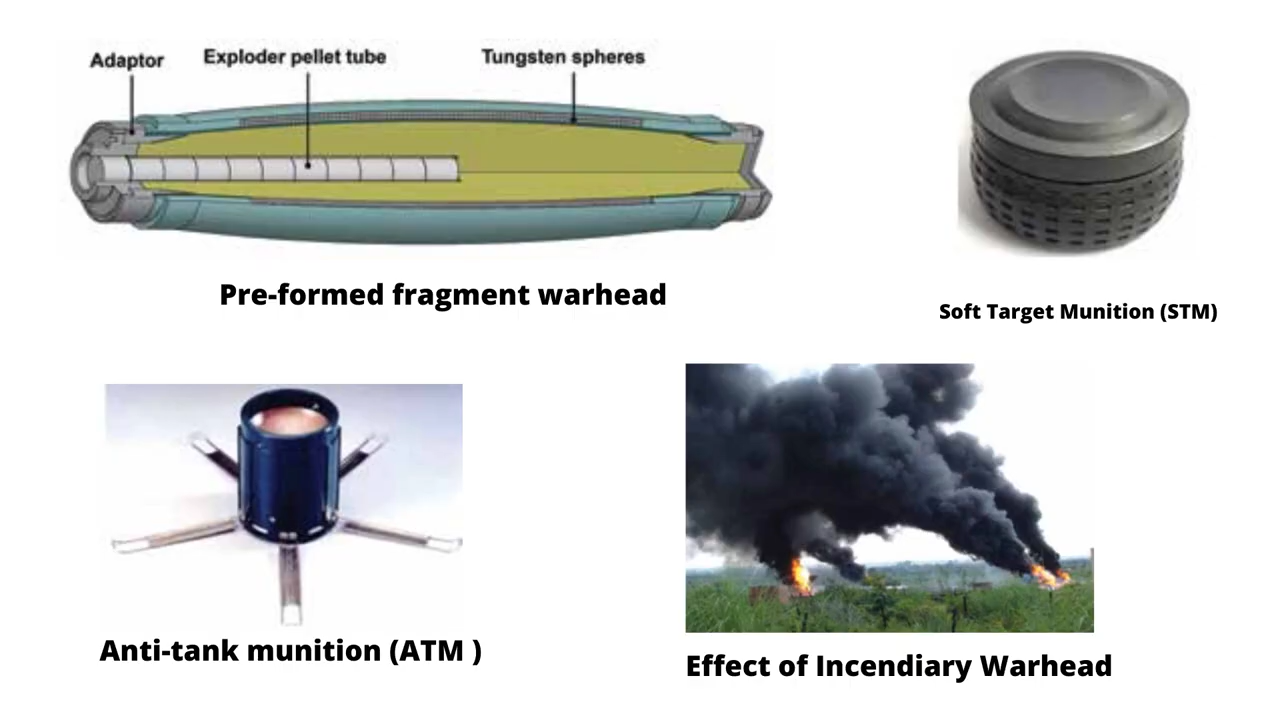 Adaptor
Exploder pellet tube
Tungsten spheres
Pre-formed fragment warhead
Soft Target Munition (STM)
Anti-tank munition (ATM )
Effect of Incendiary Warhead